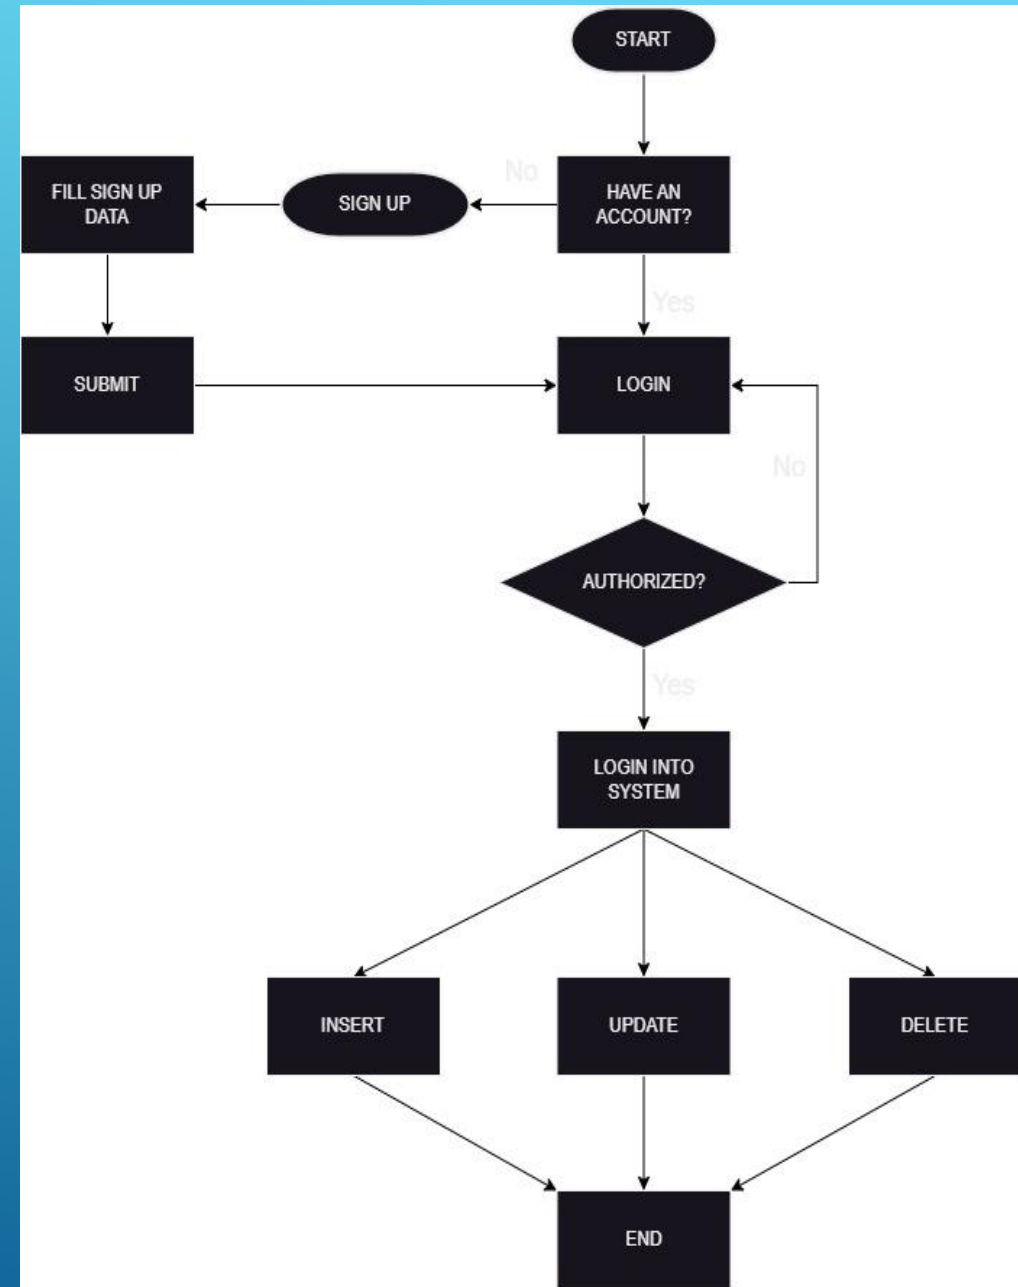 START
No
HAVE AN
ACCOUNT?
SIGN UP
FILL SIGN UP
DATA
Yes
SUBMIT
LOGIN
No
AUTHORIZED?
Yes
LOGIN INTO
SYSTEM
INSERT
UPDATE
DELETE
END